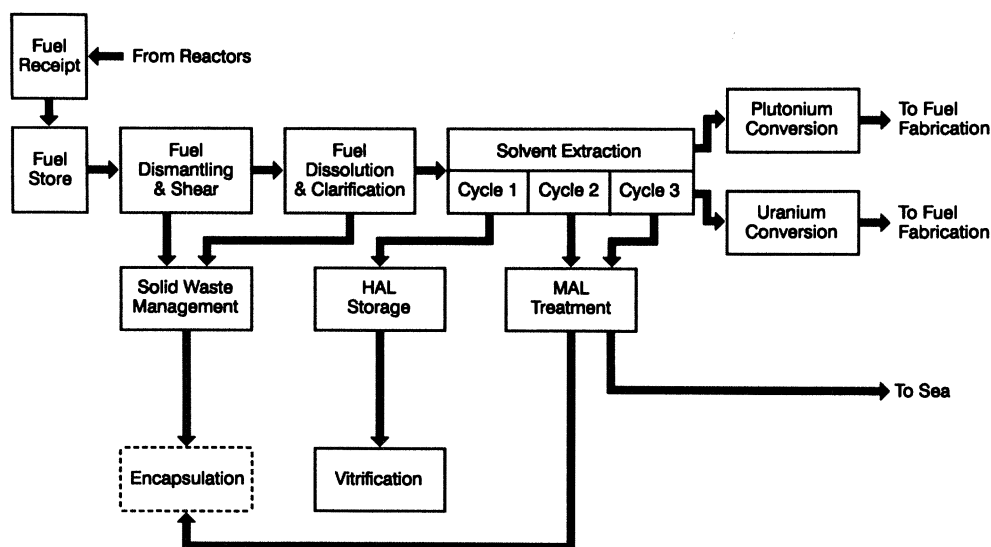 Fuel
Receipt
From Reactors
Fuel
Store
Fuel
Dismantling
& Shear
Fuel
Dissolution
& Clarification
Solvent Extraction
Cycle 1
Cycle 2
Cycle 3
Plutonium
Conversion
To Fuel
Fabrication
Uranium
Conversion
To Fuel
Fabrication
Solid Waste
Management
HAL
Storage
MAL
Treatment
To Sea
Encapsulation
Vitrification